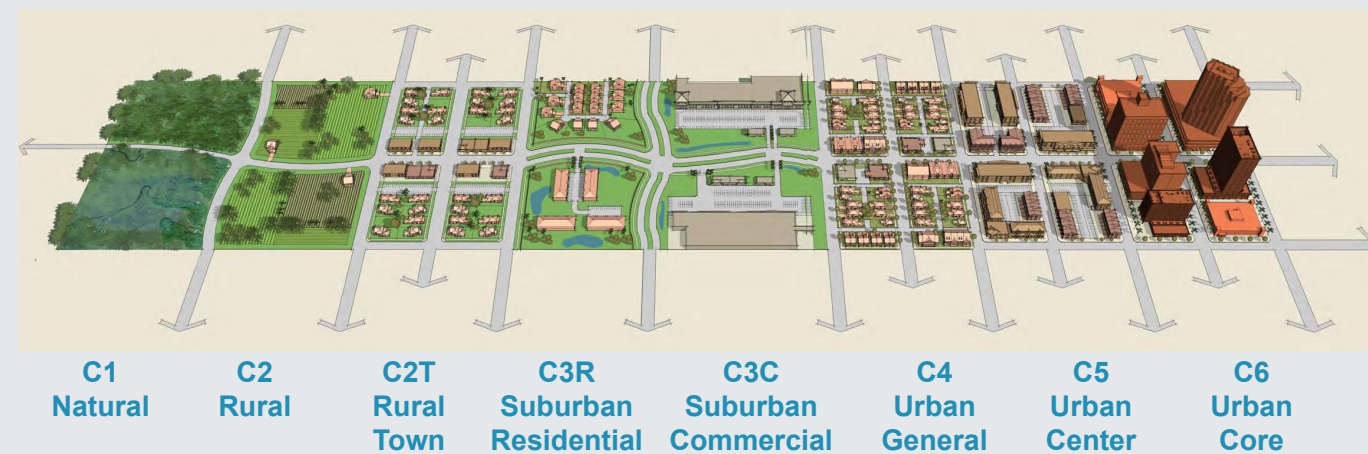 C1
Natural
C2
Rural
C2T
Rural
Town
C3R
Suburban
Residential
C3C
Suburban
Commercial
C4
Urban
General
C5
Urban
Center
C6
Urban
Core